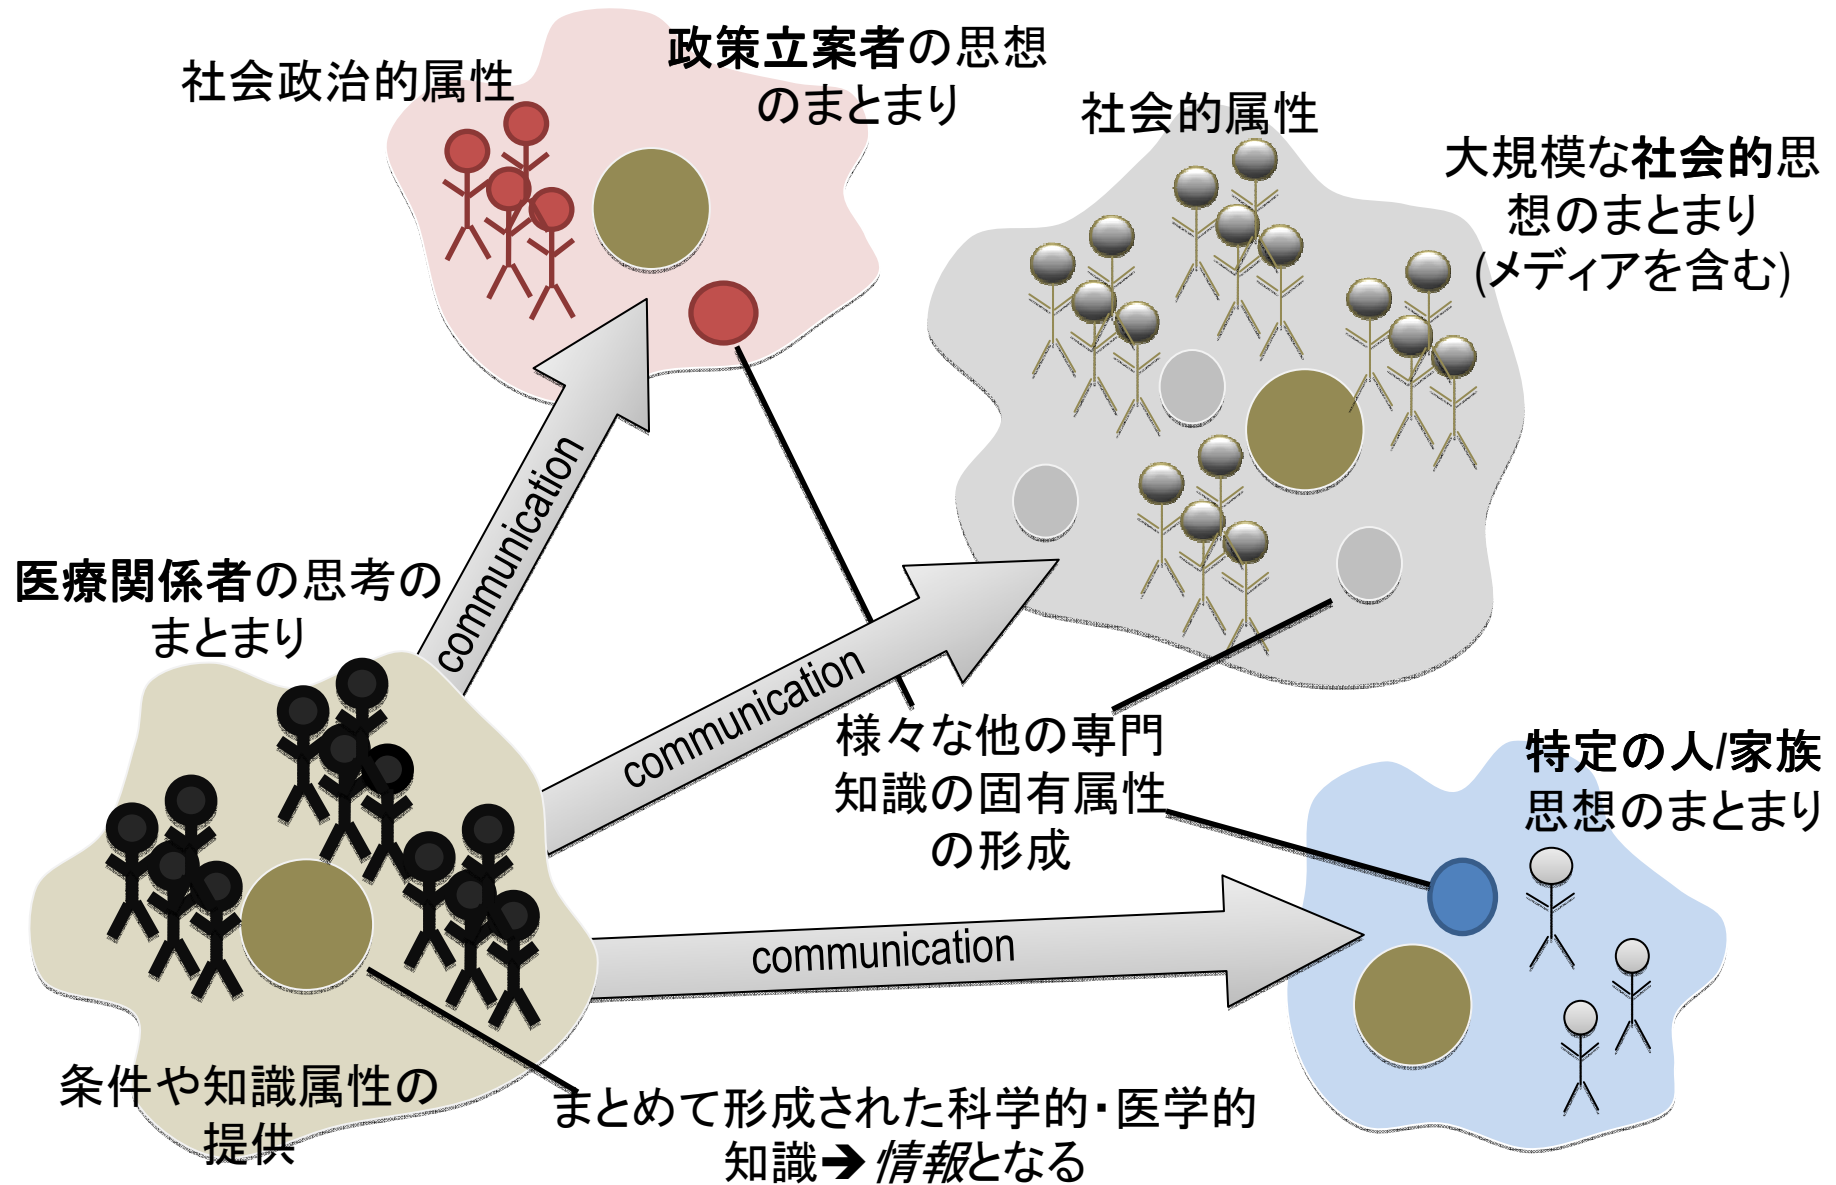 社会政治的属性
政策立案者の思想
のまとまり
社会的属性
大規模な社会的思
想のまとまり
(メディアを含む)
communication
医療関係者の思考の
まとまり
communication
様々な他の専門
知識の固有属性
の形成
特定の人/家族
思想のまとまり
communication
条件や知識属性の
提供
まとめて形成された科学的・医学的
知識➔情報となる